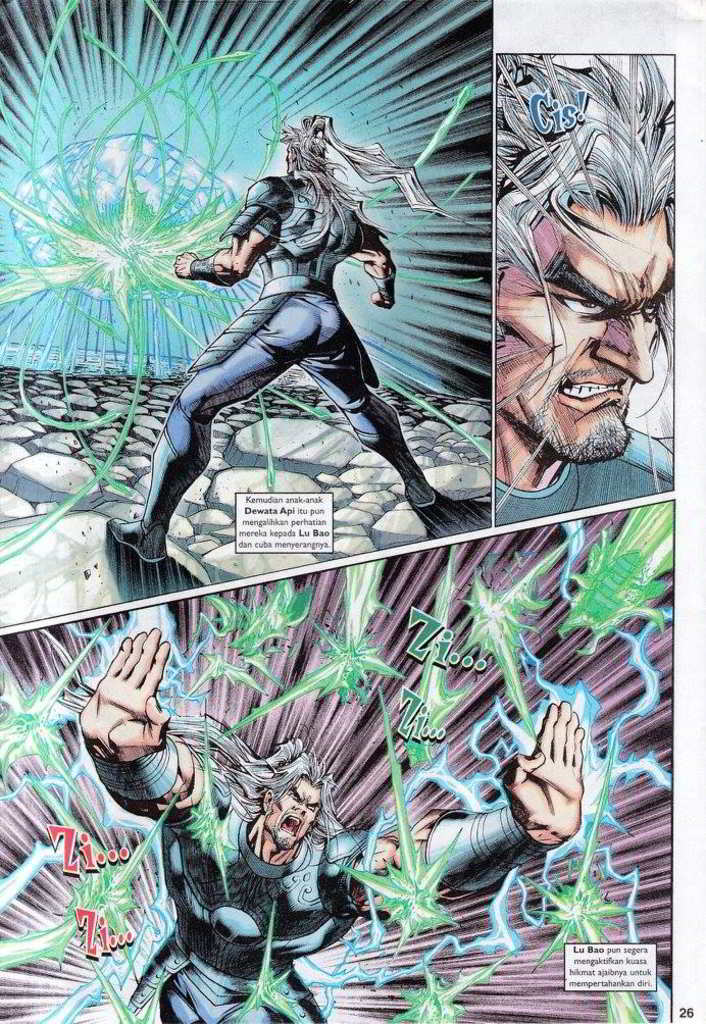 Cis!
Kemudian anak-anak
Dewata Api itu pun
mengalihkan perhatian
mereka kepada Lu Bao
dan cuba menyerangnya.
Zi...
Zi...
Zi...
Zi...
Lu Bao pun segera
mengaktifkan kuasa
hikmat ajaibnya untuk
mempertahankan diri.
26